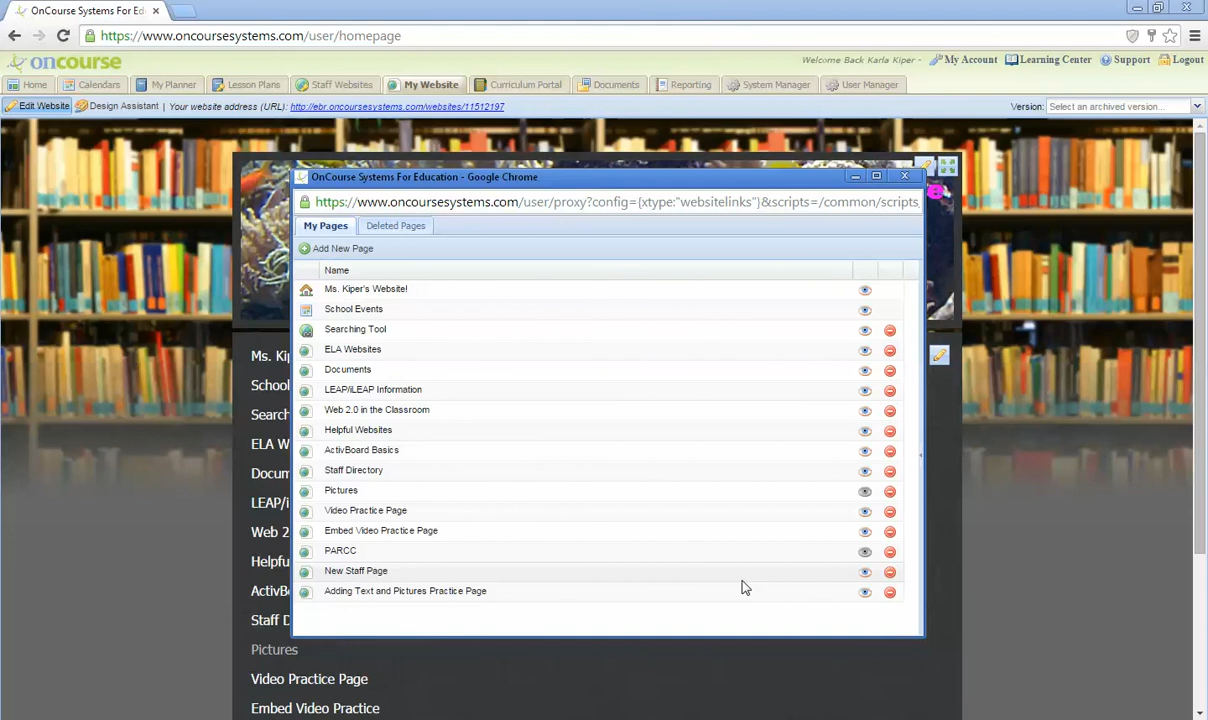 OnCourse Systems For Edu
https://www.oncoursesystems.com/user/homepage
oncourse
Welcome Back Karla Kiper
My Account
Learning Center
Support
Logout
Home
Calendars
My Planner
Lesson Plans
Staff Websites
My Website
Curriculum Portal
Documents
Reporting
System Manager
User Manager
Edit Website
Design Assistant
Your website address (URL): http://ebr.oncoursesystems.com/websites/11512197
Version: Select an archived version...
OnCourse Systems For Education - Google Chrome
https://www.oncoursesystems.com/user/proxy?config={xtype:"websitelinks"}&scripts=/common/scripts
My Pages
Deleted Pages
Add New Page
Name
Ms. Kiper's Website!
School Events
Searching Tool
ELA Websites
Documents
LEAP/iLEAP Information
Web 2.0 in the Classroom
Helpful Websites
ActivBoard Basics
Staff Directory
Pictures
Video Practice Page
Embed Video Practice Page
PARCC
New Staff Page
Adding Text and Pictures Practice Page
Ms. Kip
School
Search
ELA W
Docum
LEAP/i
Web 2
Helpfu
ActivBo
Staff D
Pictures
Video Practice Page
Embed Video Practice